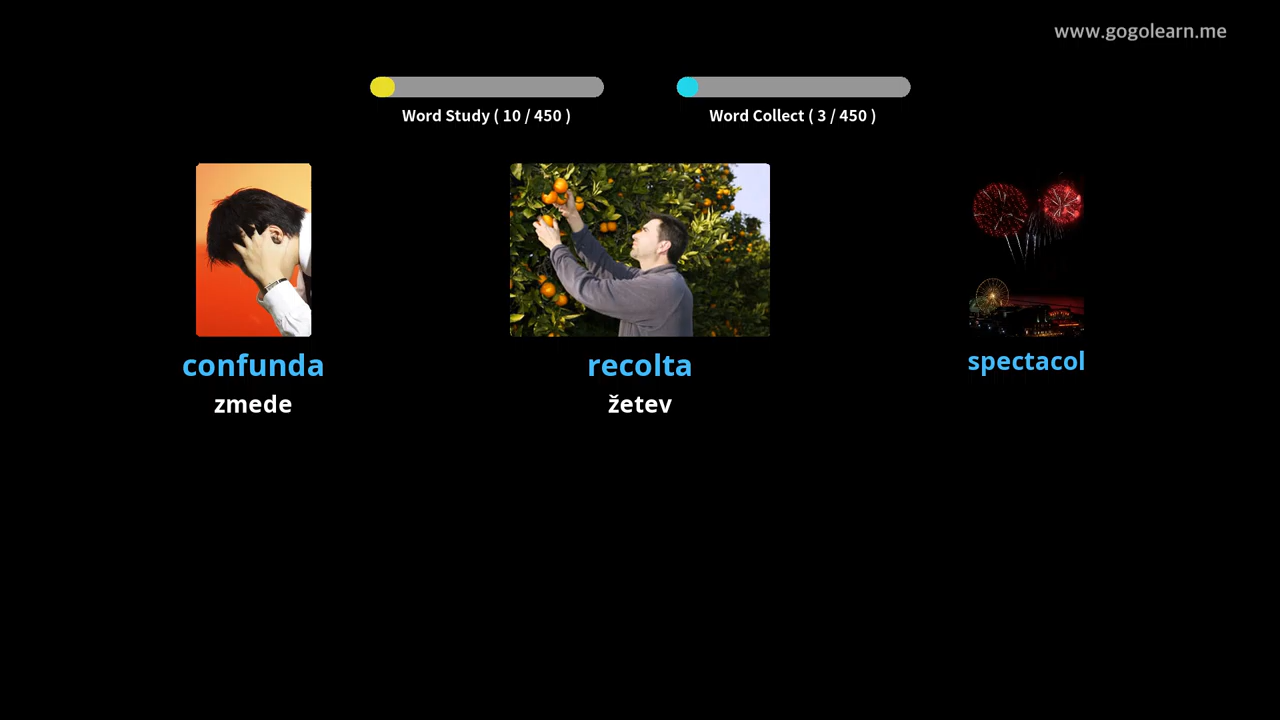 www.gogolearn.me
Word Study ( 10 / 450 )
Word Collect ( 3 / 450 )
confunda
zmede
recolta
žetev
spectacol